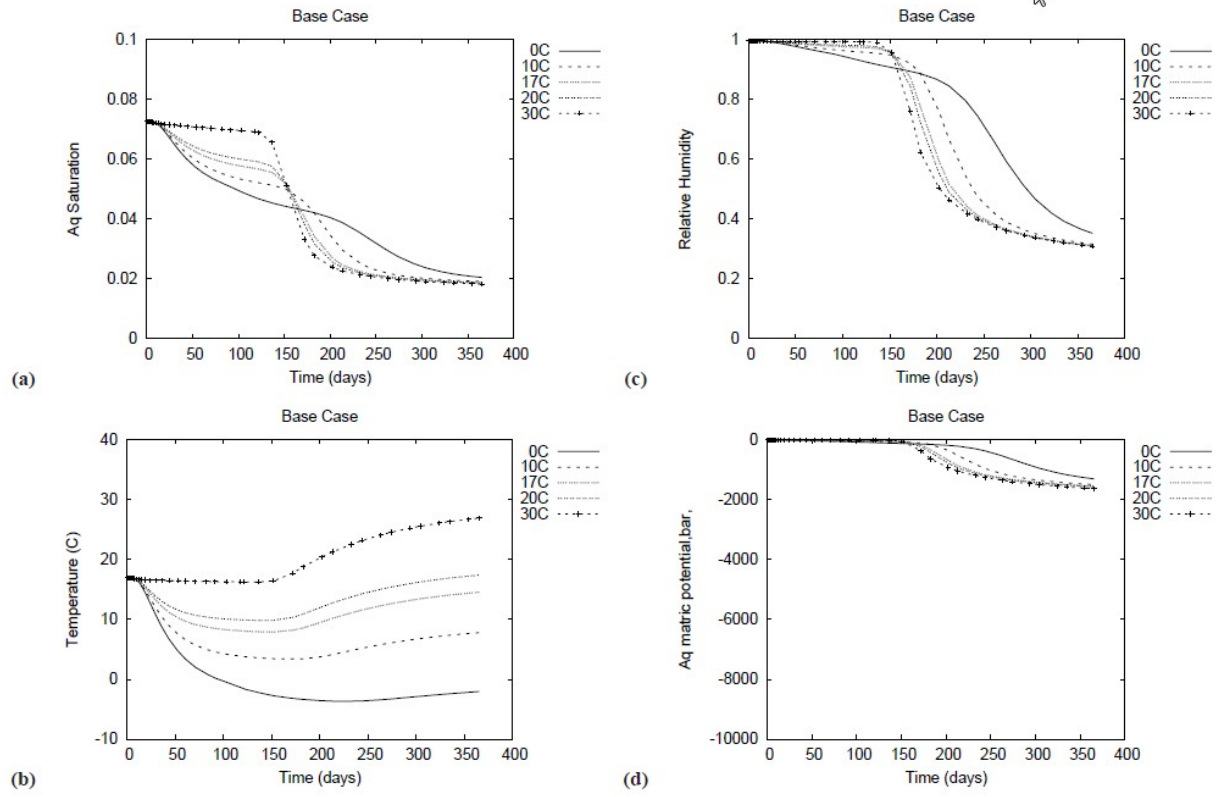 Base Case
0.1
0.08
0.06
0.04
0.02
0
Aq Saturation
0 50 100 150 200 250 300 350 400
Time (days)
0C
10C
17C
20C
30C
(a)
Base Case
1
0.8
0.6
0.4
0.2
0
Relative Humidity
0 50 100 150 200 250 300 350 400
Time (days)
0C
10C
17C
20C
30C
(c)
Base Case
40
30
20
10
0
-10
Temperature (C)
0 50 100 150 200 250 300 350 400
Time (days)
0C
10C
17C
20C
30C
(b)
Base Case
0
-2000
-4000
-6000
-8000
-10000
Aq matric potential,bar,
0 50 100 150 200 250 300 350 400
Time (days)
0C
10C
17C
20C
30C
(d)